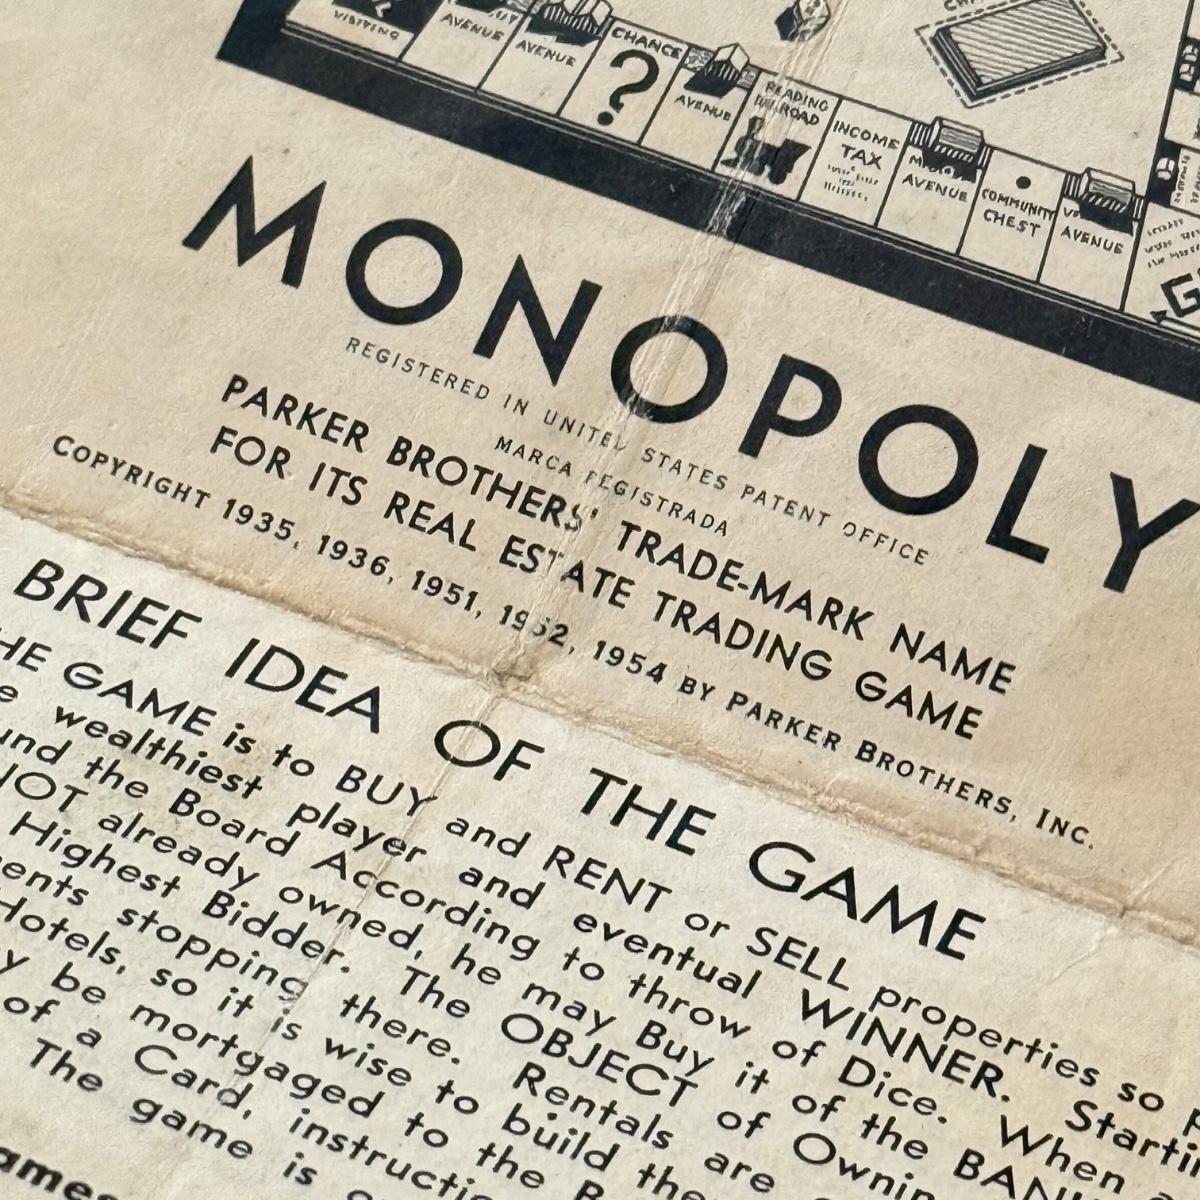 VISITING
AVENUE
AVENUE
CHANCE
?
AVENUE
READING
RAILROAD
INCOME
TAX
AVENUE
COMMUNITY
CHEST
AVENUE
MONOPOLY
REGISTERED IN UNITED STATES PATENT OFFICE
MARCA REGISTRADA
PARKER BROTHERS' TRADE-MARK NAME
FOR ITS REAL ESTATE TRADING GAME
COPYRIGHT 1935, 1936, 1951, 1952, 1954 BY PARKER BROTHERS, INC.
BRIEF IDEA OF THE GAME
THE GAME is to BUY and RENT or SELL properties so
wealthiest player and eventual WINNER. Starti
und the Board According to throw of Dice. When a
NOT already owned, he may Buy it of the BANK
Highest Bidder. The OBJECT of Ownin
ents stopping there. Rentals are
Hotels, so it is wise to build the
y be mortgaged to the B
of a Card, instructi
The game is
ames